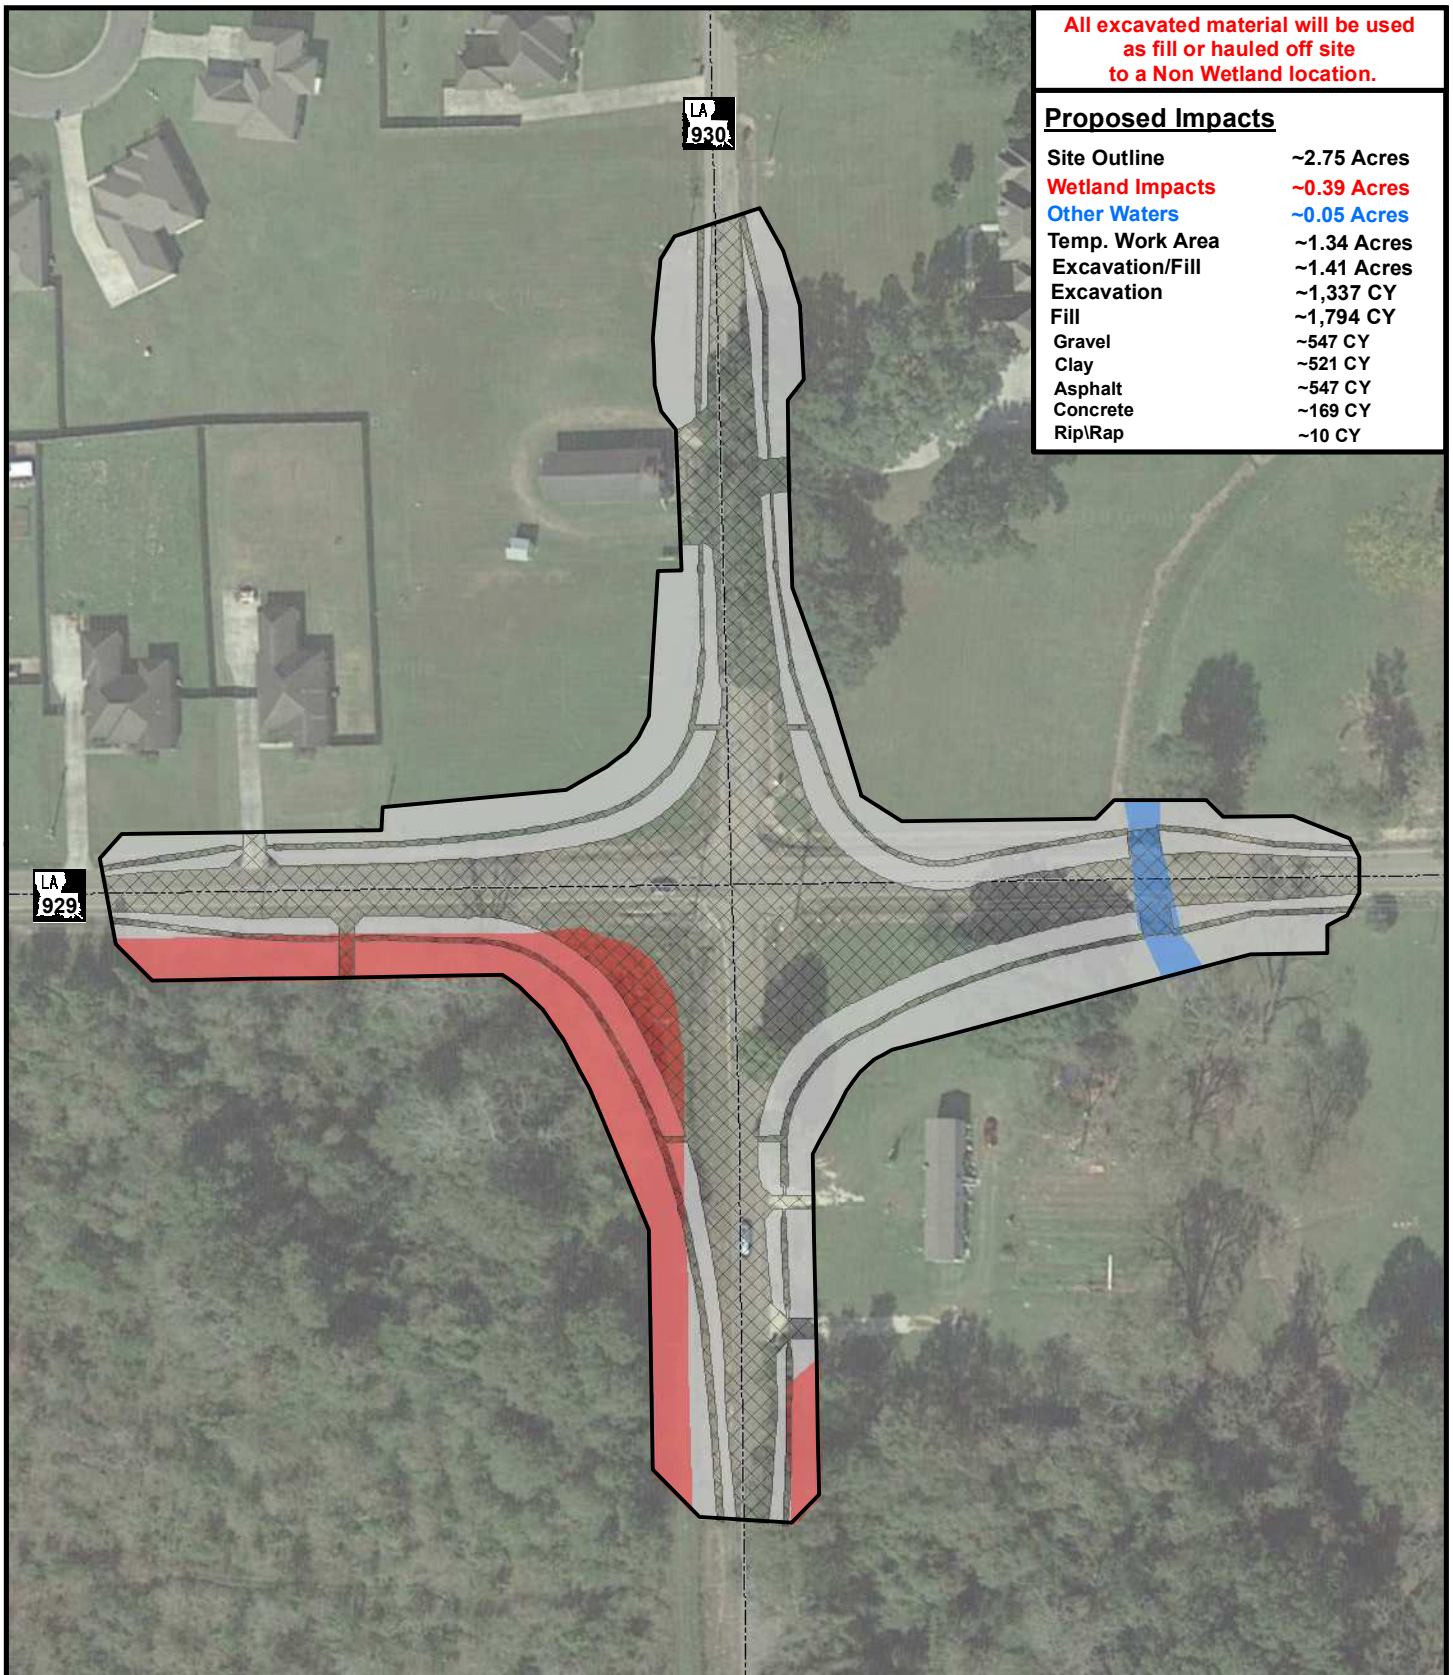 All excavated material will be used
as fill or hauled off site
to a Non Wetland location.
Proposed Impacts
Site Outline ~2.75 Acres
Wetland Impacts ~0.39 Acres
Other Waters ~0.05 Acres
Temp. Work Area ~1.34 Acres
Excavation/Fill ~1.41 Acres
Excavation ~1,337 CY
Fill ~1,794 CY
Gravel ~547 CY
Clay ~521 CY
Asphalt ~547 CY
Concrete ~169 CY
Rip\Rap ~10 CY
LA
930
LA
929